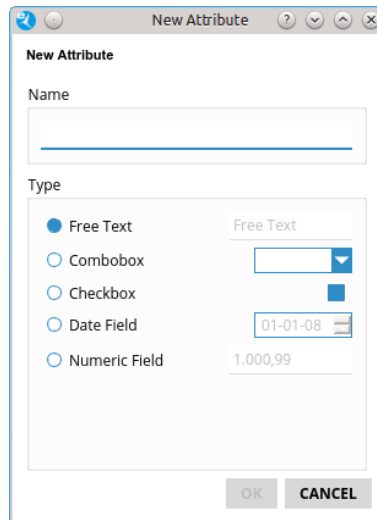 New Attribute
New Attribute
Name
Type
Free Text Free Text
Combobox
Checkbox
Date Field 01-01-08
Numeric Field 1.000,99
OK CANCEL